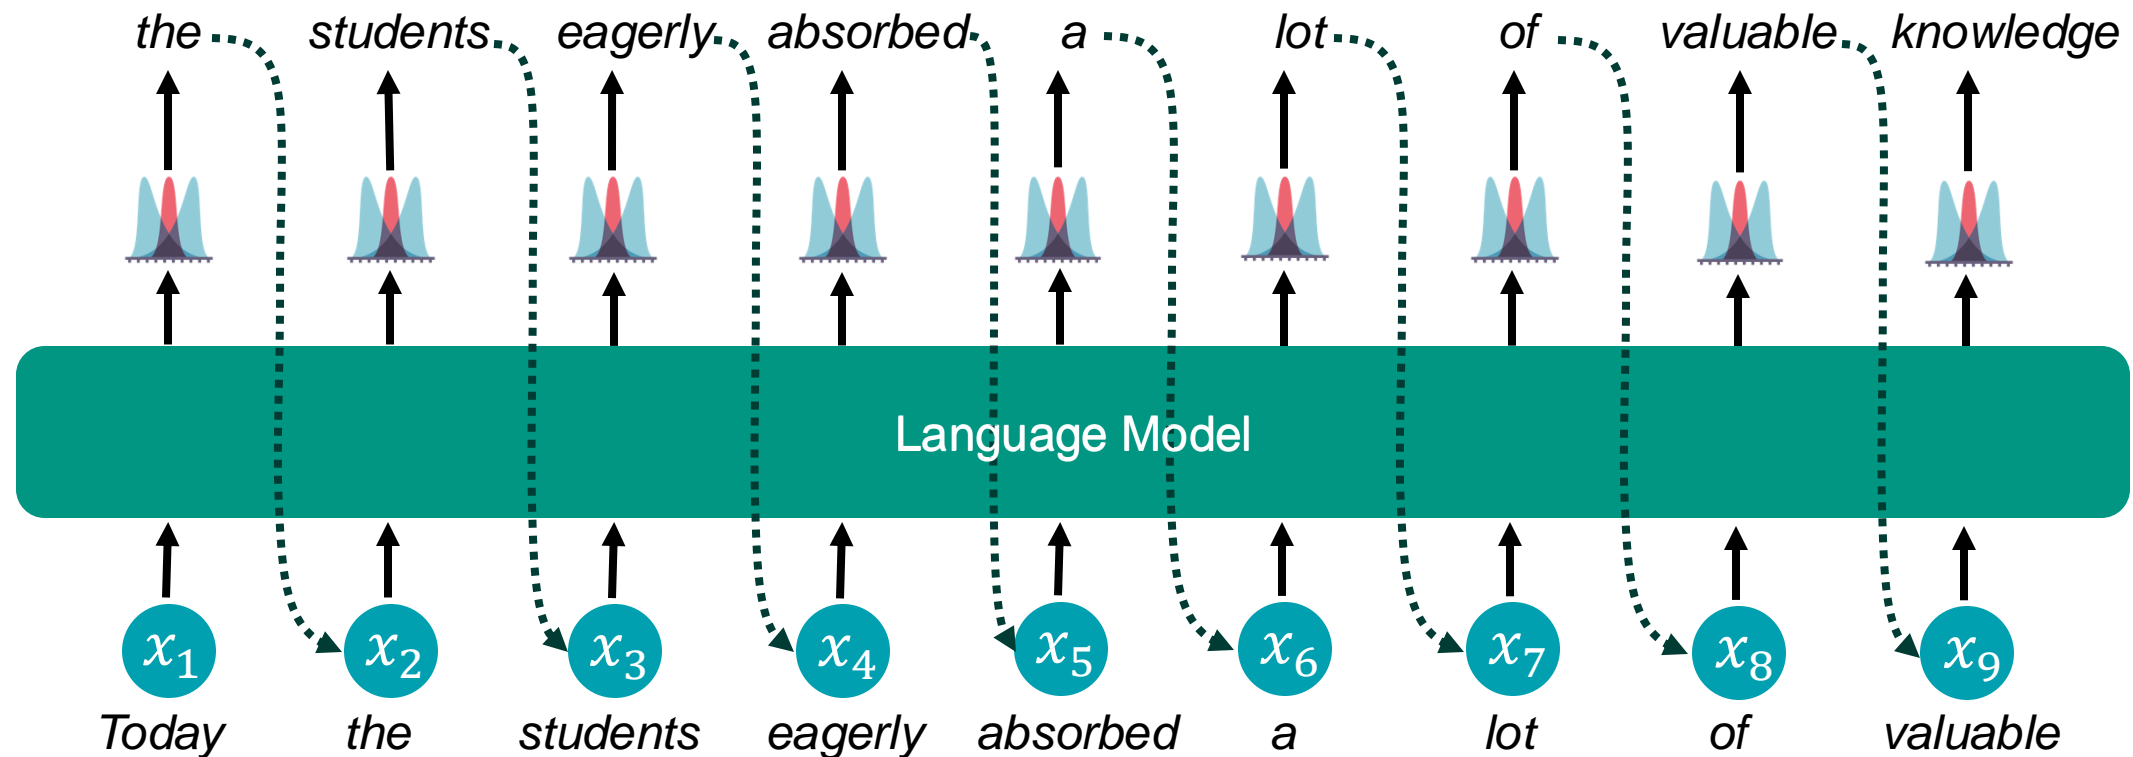 the students eagerly absorbed a lot of valuable knowledge
Language Model
x₁ x₂ x₃ x₄ x₅ x₆ x₇ x₈ x₉
Today the students eagerly absorbed a lot of valuable